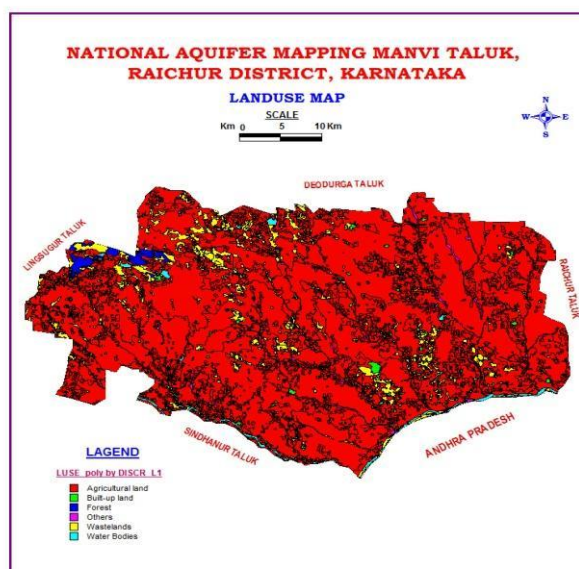 NATIONAL AQUIFER MAPPING MANVI TALUK,
RAICHUR DISTRICT, KARNATAKA
LANDUSE MAP
SCALE
Km 0 5 10 Km
N
W E
S
DEODURGA TALUK
LINGSUGUR TALUK
RAICHUR TALUK
SINDHANUR TALUK
ANDHRA PRADESH
LAGEND
LUSE_poly by DISCR_L1
Agricultural land
Built-up land
Forest
Others
Wastelands
Water Bodies